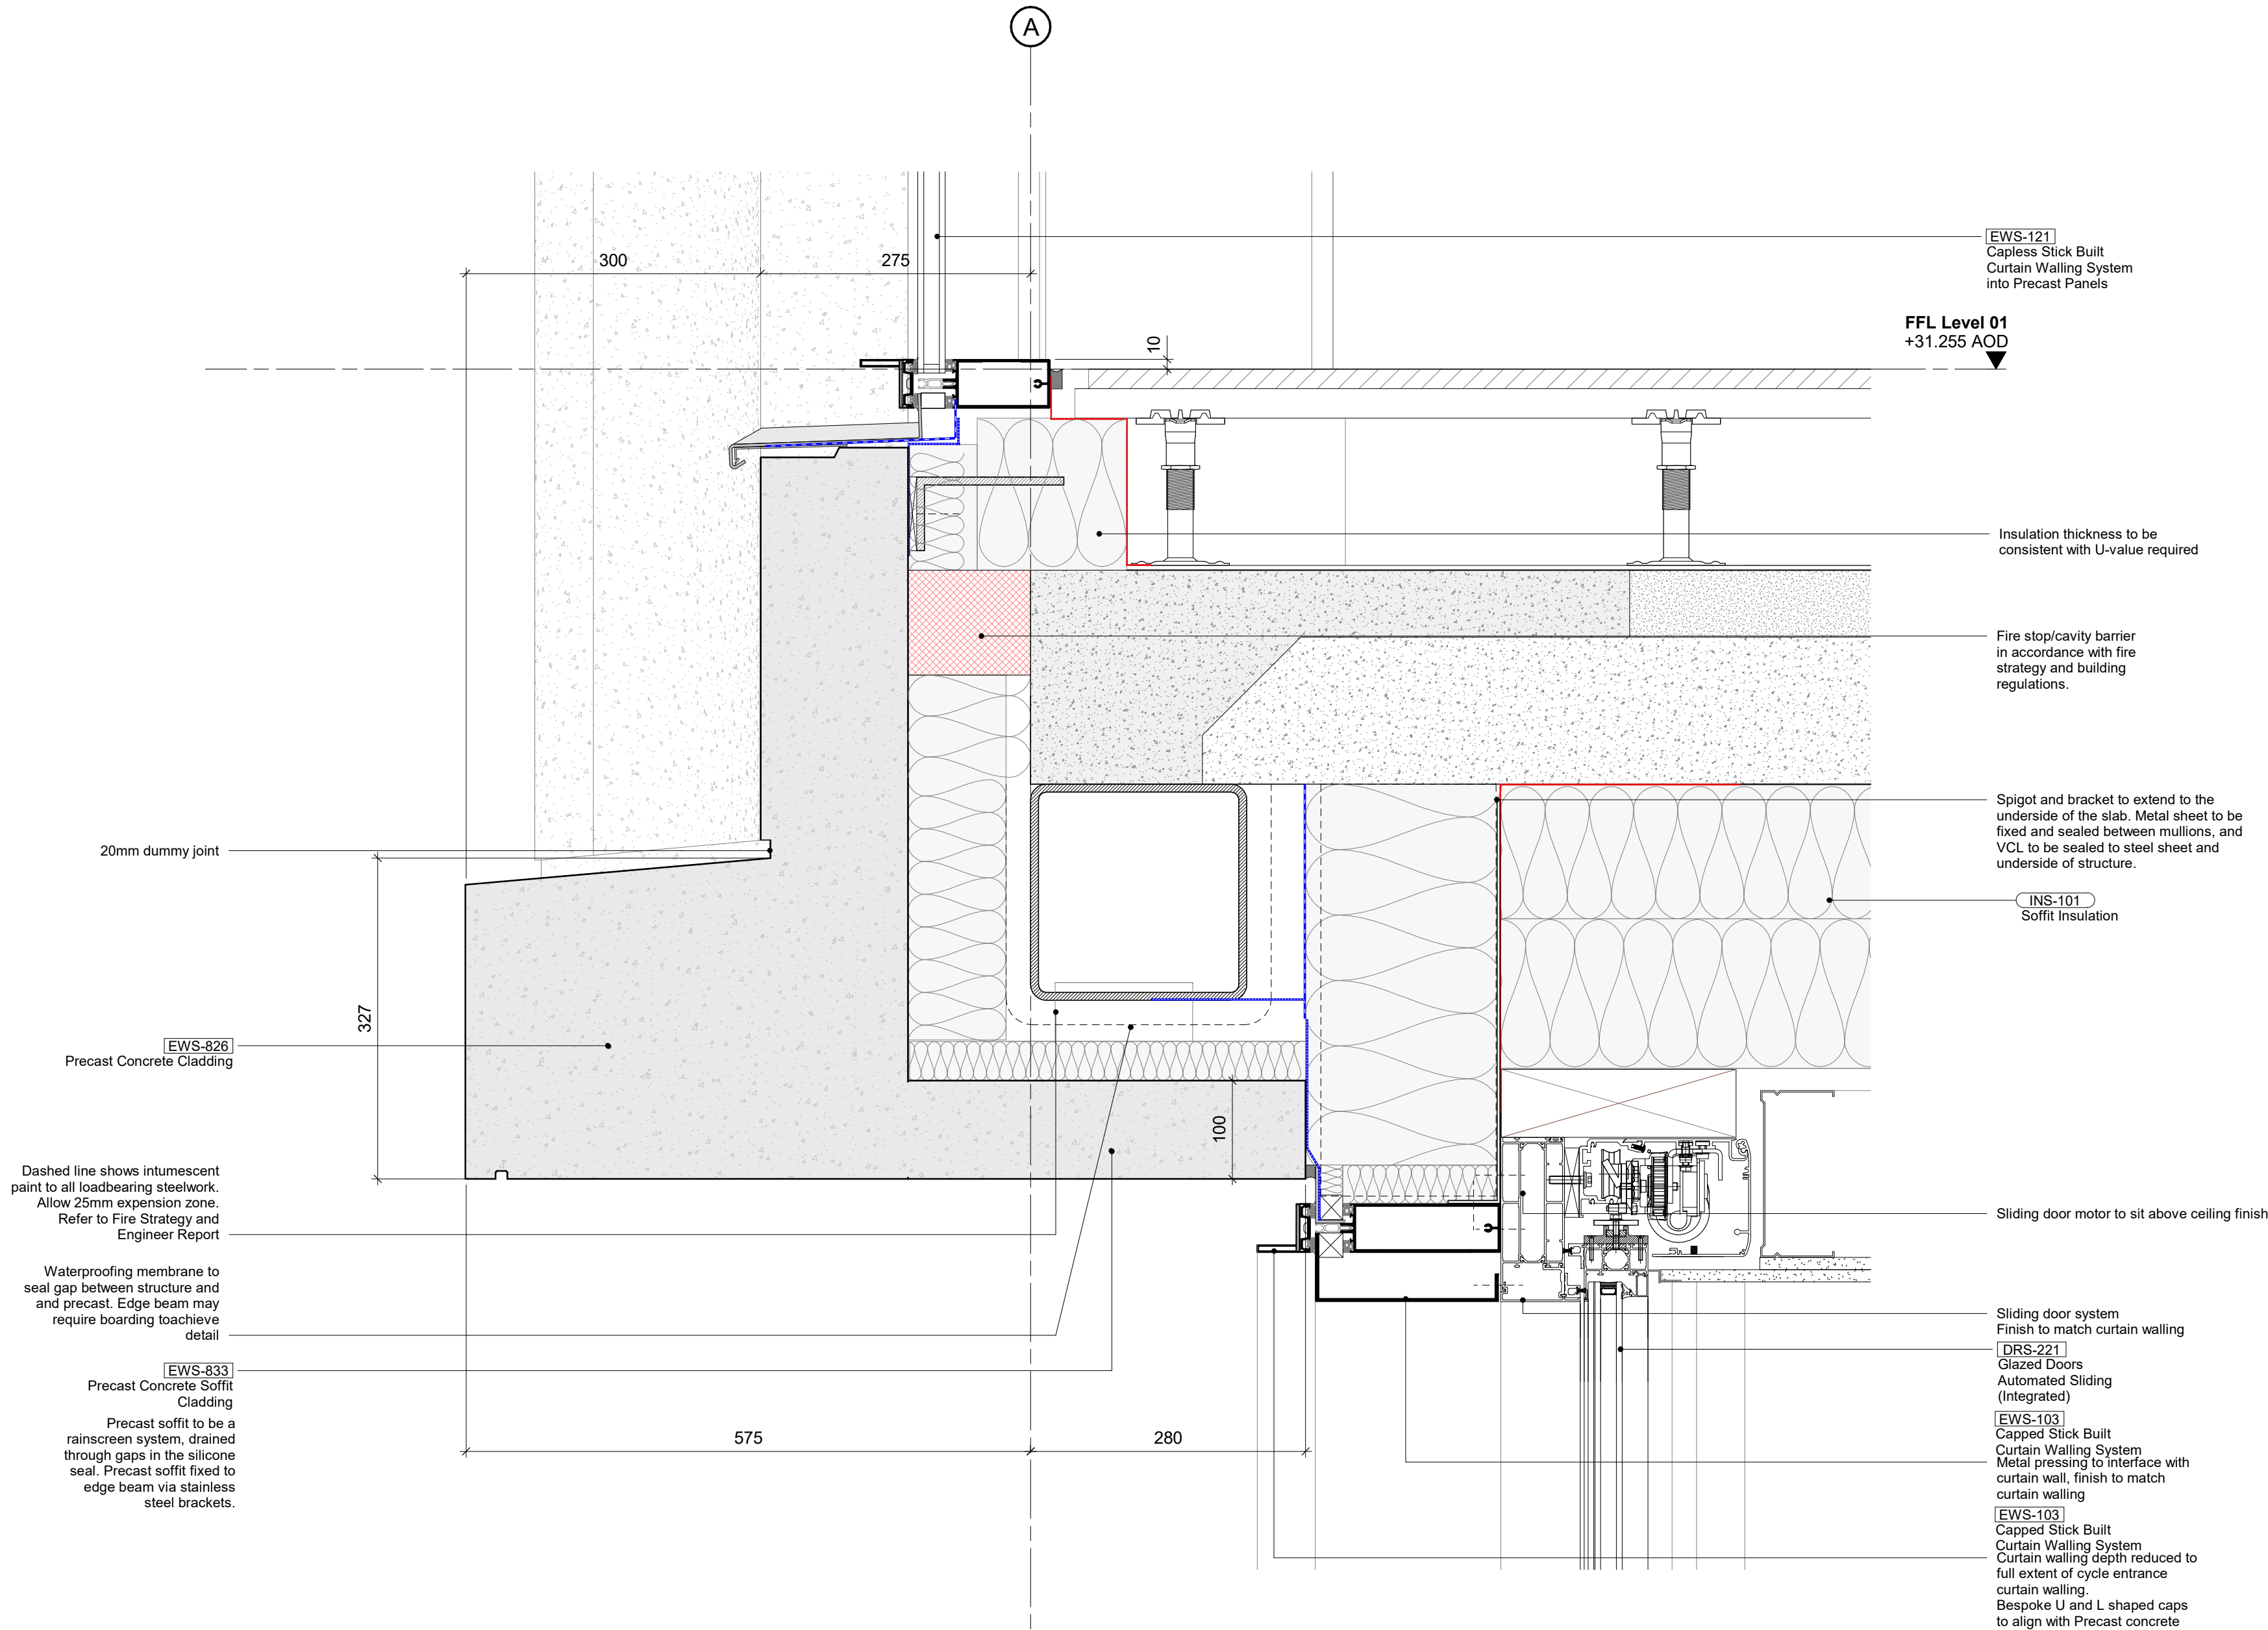 A
300
275
10
EWS-121
Capless Stick Built
Curtain Walling System
into Precast Panels
FFL Level 01
+31.255 AOD
Insulation thickness to be
consistent with U-value required
Fire stop/cavity barrier
in accordance with fire
strategy and building
regulations.
Spigot and bracket to extend to the
underside of the slab. Metal sheet to be
fixed and sealed between mullions, and
VCL to be sealed to steel sheet and
underside of structure.
INS-101
Soffit Insulation
20mm dummy joint
327
EWS-826
Precast Concrete Cladding
100
Dashed line shows intumescent
paint to all loadbearing steelwork.
Allow 25mm expension zone.
Refer to Fire Strategy and
Engineer Report
Waterproofing membrane to
seal gap between structure and
and precast. Edge beam may
require boarding toachieve
detail
EWS-833
Precast Concrete Soffit
Cladding
Precast soffit to be a
rainscreen system, drained
through gaps in the silicone
seal. Precast soffit fixed to
edge beam via stainless
steel brackets.
575
280
Sliding door motor to sit above ceiling finish
Sliding door system
Finish to match curtain walling
DRS-221
Glazed Doors
Automated Sliding
(Integrated)
EWS-103
Capped Stick Built
Curtain Walling System
Metal pressing to interface with
curtain wall, finish to match
curtain walling
EWS-103
Capped Stick Built
Curtain Walling System
Curtain walling depth reduced to
full extent of cycle entrance
curtain walling.
Bespoke U and L shaped caps
to align with Precast concrete